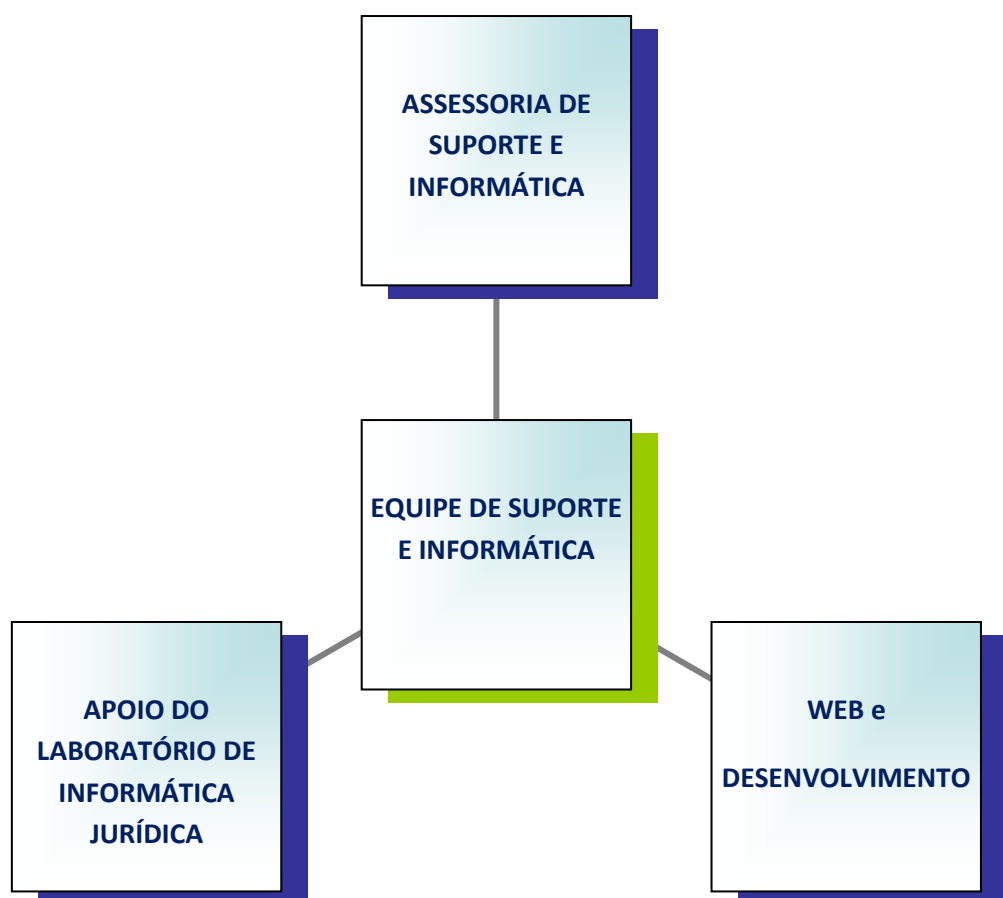 ASSESSORIA DE
SUPORTE E
INFORMÁTICA
EQUIPE DE SUPORTE
E INFORMÁTICA
APOIO DO
LABORATÓRIO DE
INFORMÁTICA
JURÍDICA
WEB e
DESENVOLVIMENTO